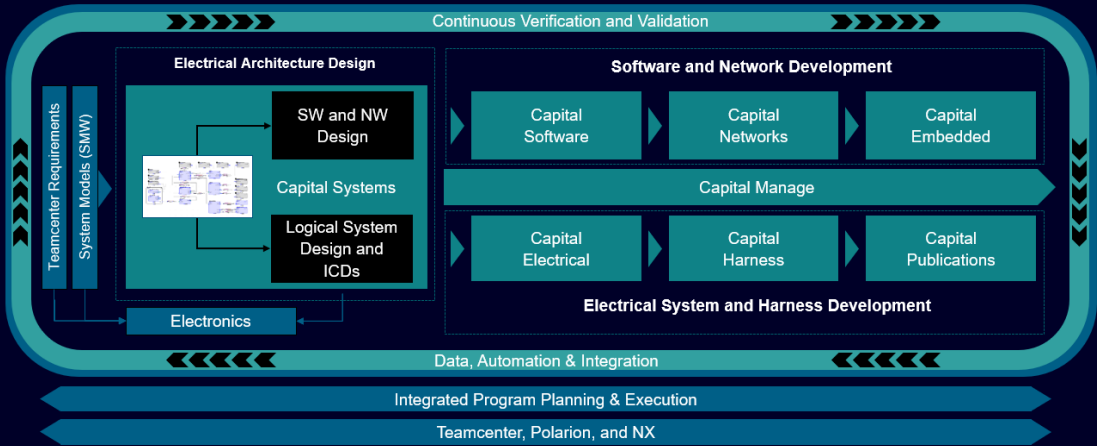 Continuous Verification and Validation
Electrical Architecture Design
Software and Network Development
Teamcenter Requirements
System Models (SMW)
SW and NW
Design
Capital Systems
Logical System
Design and
ICDs
Capital
Software
Capital
Networks
Capital
Embedded
Capital Manage
Capital
Electrical
Capital
Harness
Capital
Publications
Electrical System and Harness Development
Electronics
Data, Automation & Integration
Integrated Program Planning & Execution
Teamcenter, Polarion, and NX